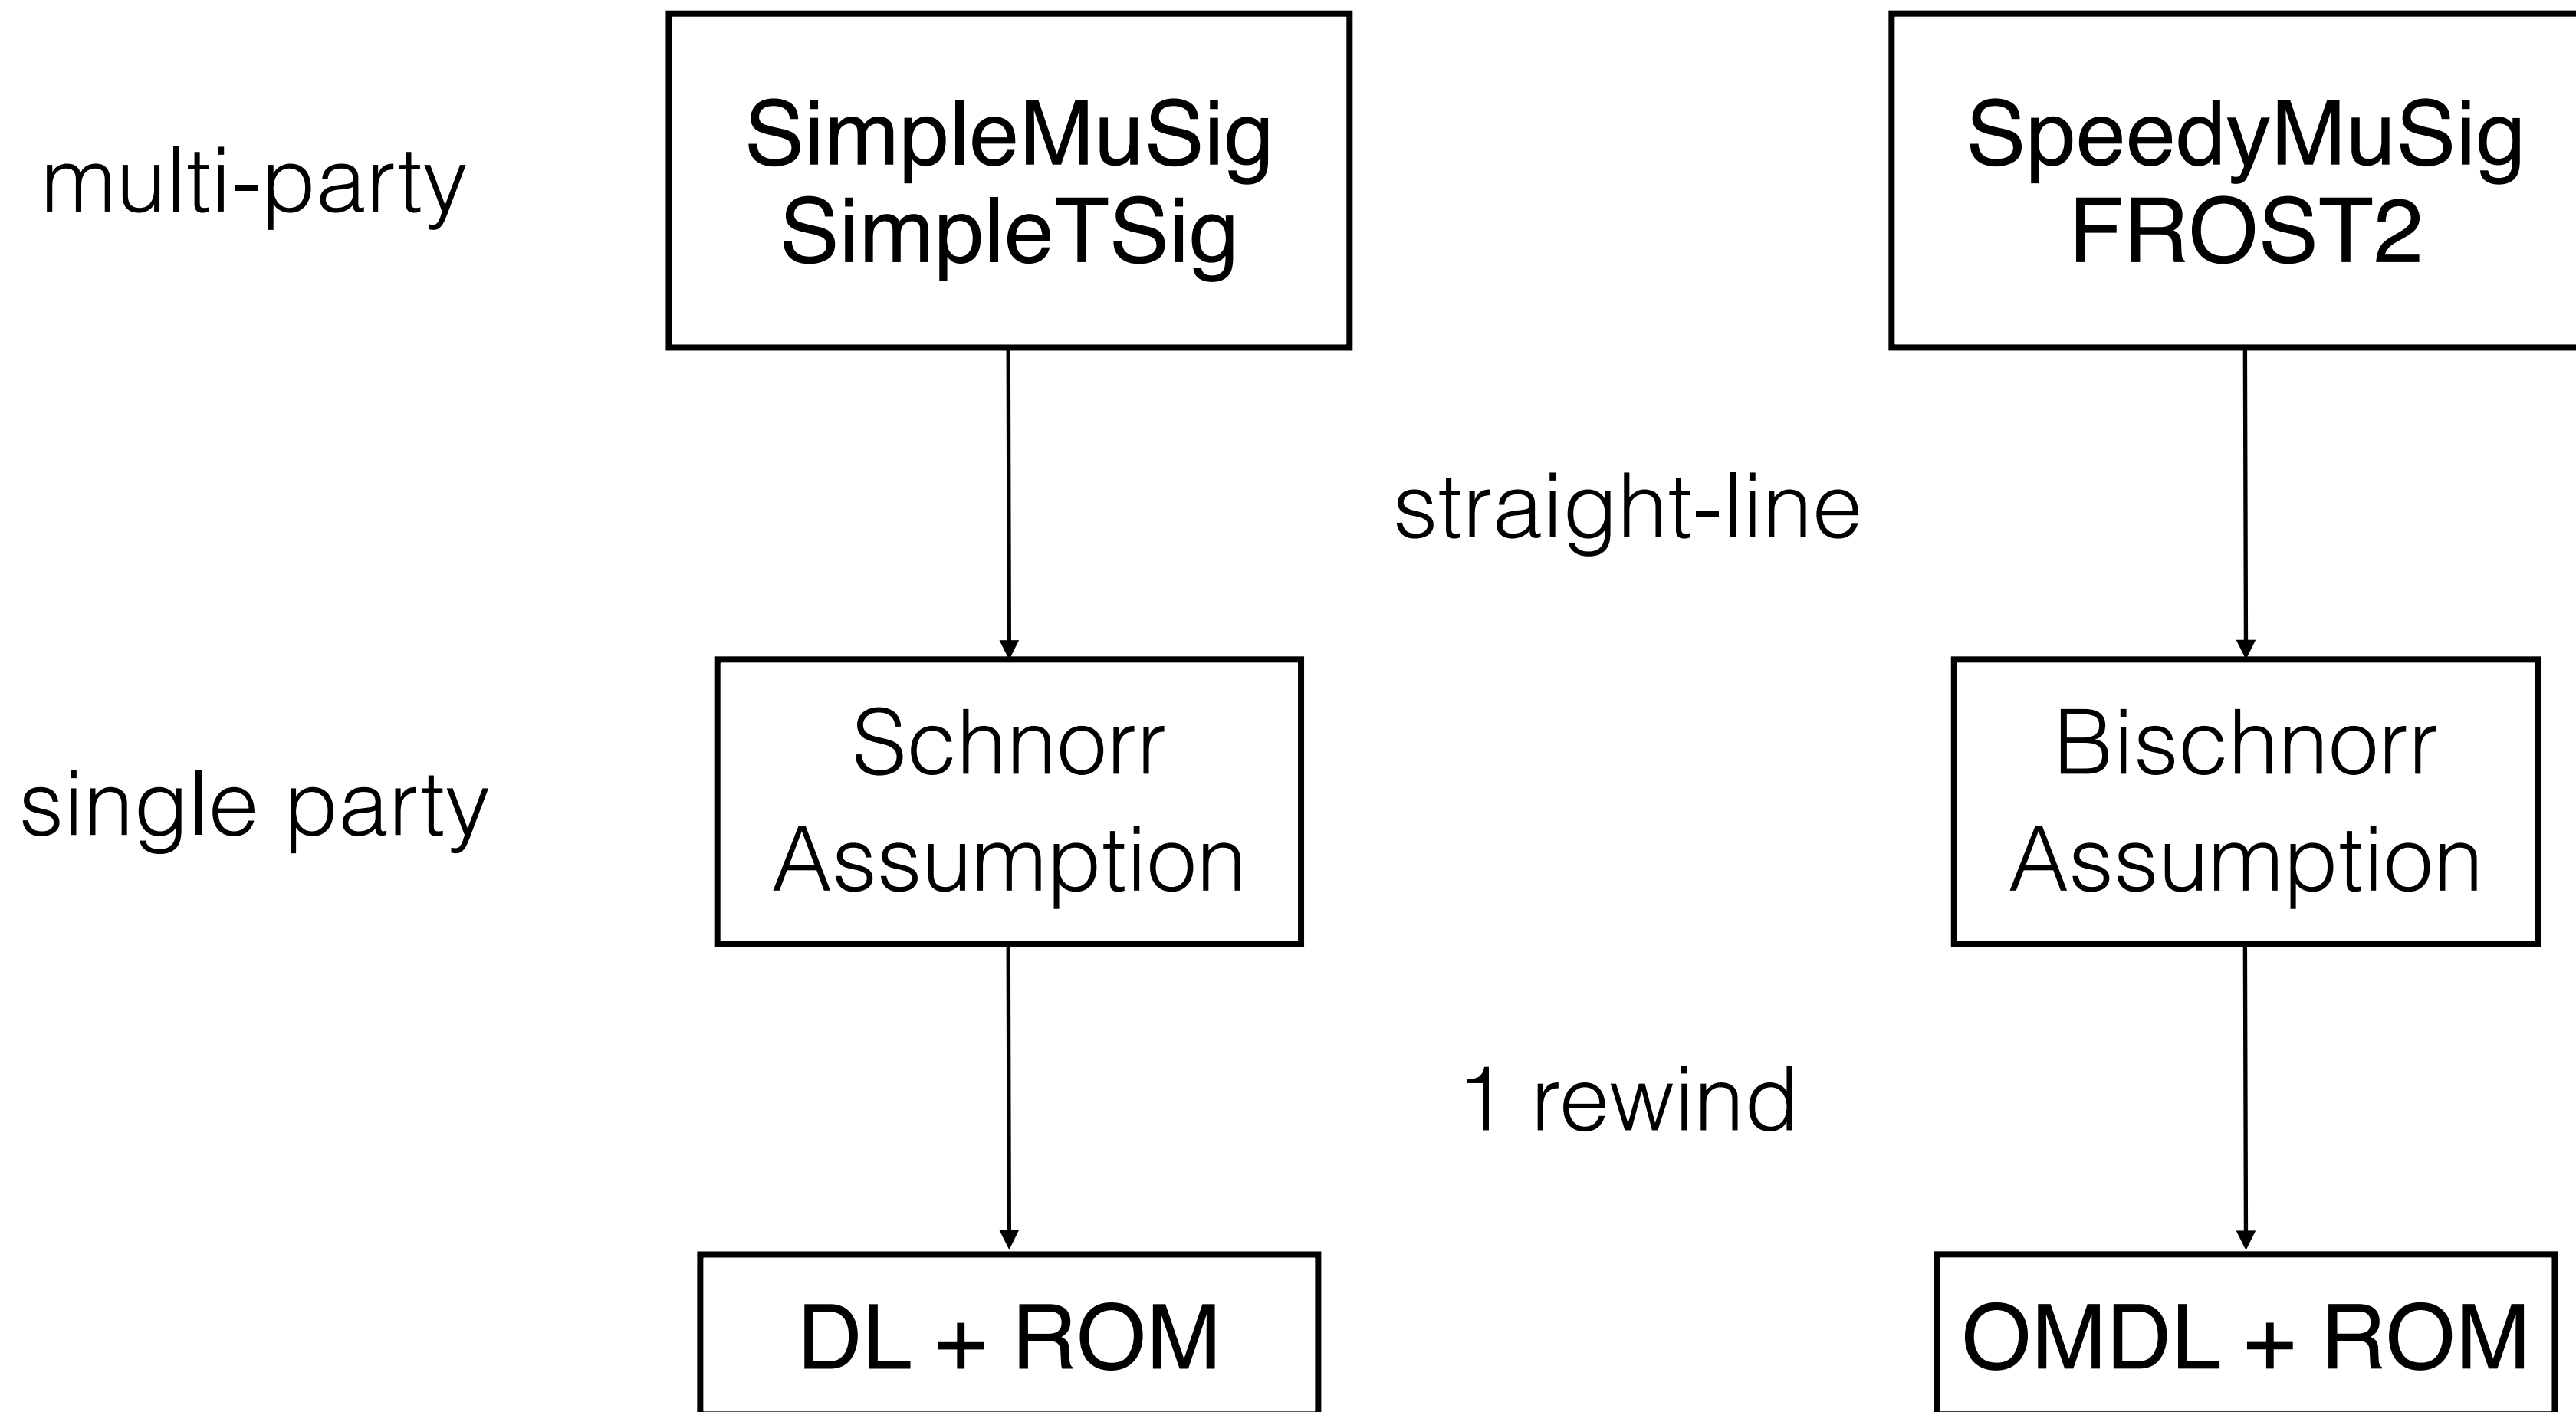 multi-party
SimpleMuSig
SimpleTSig
SpeedyMuSig
FROST2
straight-line
single party
Schnorr
Assumption
Bischnorr
Assumption
1 rewind
DL + ROM
OMDL + ROM